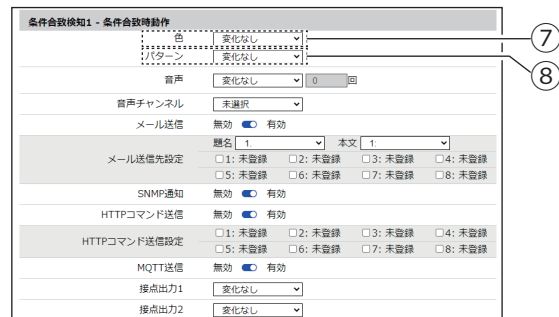 条件合致検知1 - 条件合致時動作
色 変化なし ⑦
パターン 変化なし ⑧
音声 変化なし 0 回
音声チャンネル 未選択
メール送信 無効 有効
題名 1. 本文 1:
メール送信先設定 1: 未登録 2: 未登録 3: 未登録 4: 未登録
5: 未登録 6: 未登録 7: 未登録 8: 未登録
SNMP通知 無効 有効
HTTPコマンド送信 無効 有効
HTTPコマンド送信設定 1: 未登録 2: 未登録 3: 未登録 4: 未登録
5: 未登録 6: 未登録 7: 未登録 8: 未登録
MQTT送信 無効 有効
接点出力1 変化なし
接点出力2 変化なし